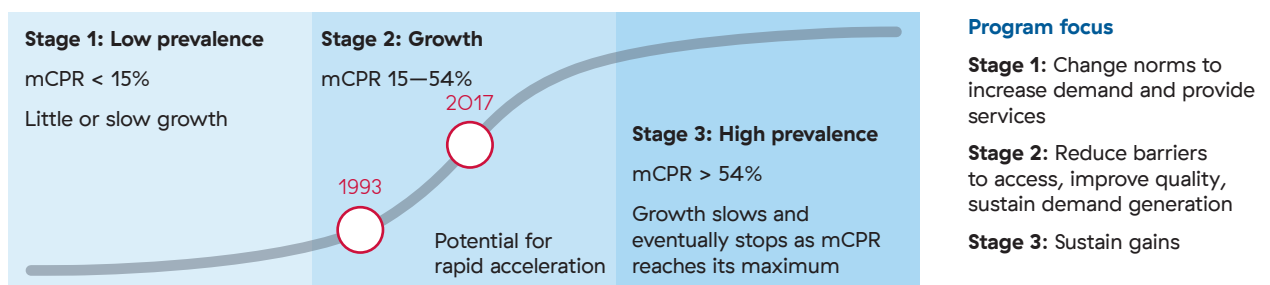 Stage 1: Low prevalence
mCPR < 15%
Little or slow growth
Stage 2: Growth
mCPR 15—54%
2017
1993
Potential for
rapid acceleration
Stage 3: High prevalence
mCPR > 54%
Growth slows and
eventually stops as mCPR
reaches its maximum
Program focus
Stage 1: Change norms to
increase demand and provide
services
Stage 2: Reduce barriers
to access, improve quality,
sustain demand generation
Stage 3: Sustain gains